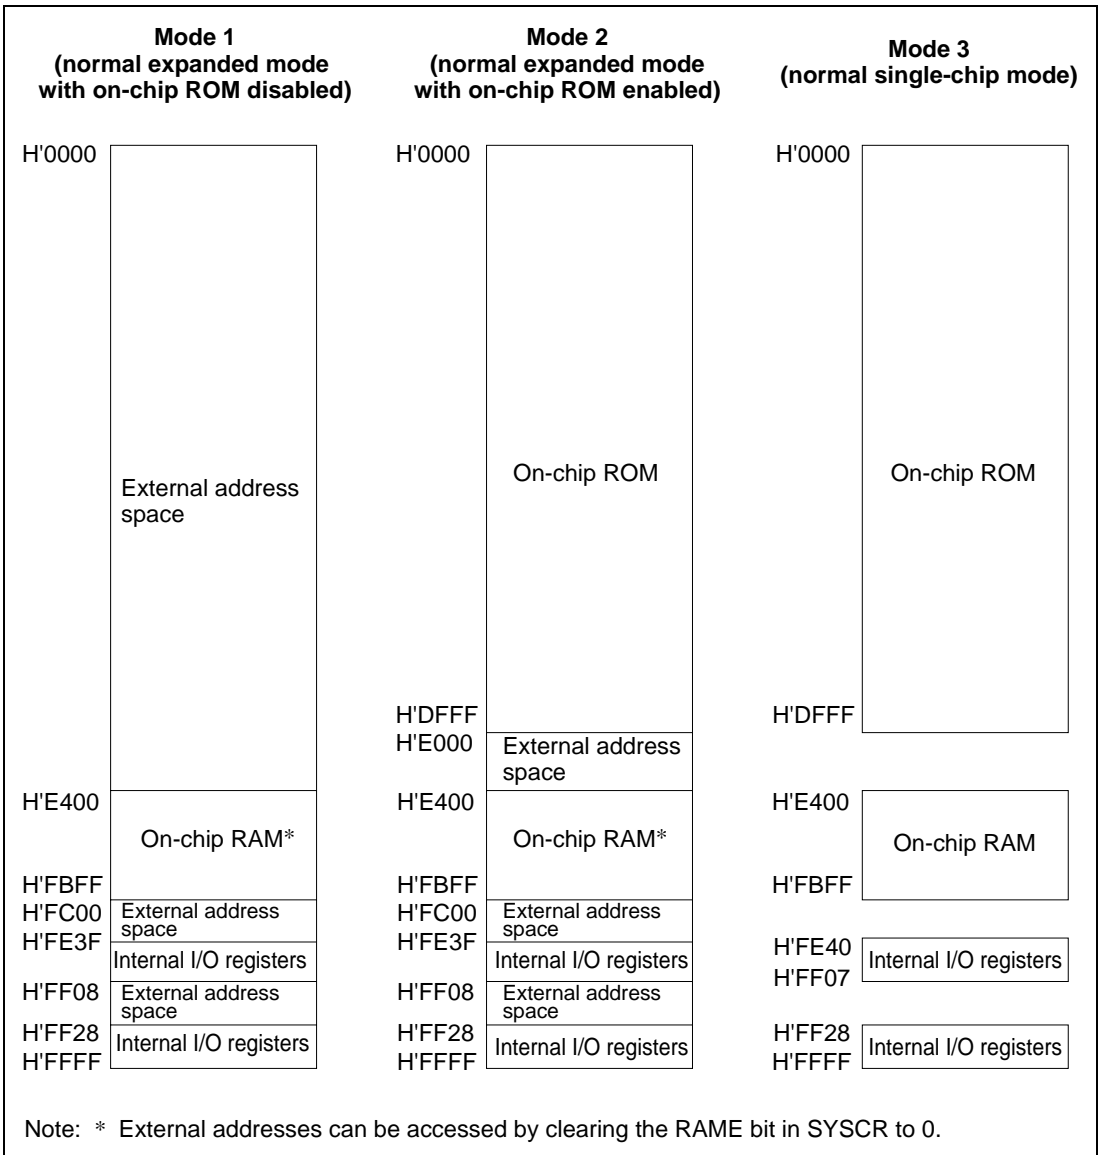 Mode 1
(normal expanded mode
with on-chip ROM disabled)
H'0000
External address
space
H'E400
On-chip RAM*
H'FBFF
H'FC00
External address
space
H'FE3F
Internal I/O registers
H'FF08
External address
space
H'FF28
Internal I/O registers
H'FFFF
Mode 2
(normal expanded mode
with on-chip ROM enabled)
H'0000
On-chip ROM
H'DFFF
H'E000
External address
space
H'E400
On-chip RAM*
H'FBFF
H'FC00
External address
space
H'FE3F
Internal I/O registers
H'FF08
External address
space
H'FF28
Internal I/O registers
H'FFFF
Mode 3
(normal single-chip mode)
H'0000
On-chip ROM
H'DFFF
H'E400
On-chip RAM
H'FBFF
H'FE40
Internal I/O registers
H'FF07
H'FF28
Internal I/O registers
H'FFFF
Note: * External addresses can be accessed by clearing the RAME bit in SYSCR to 0.